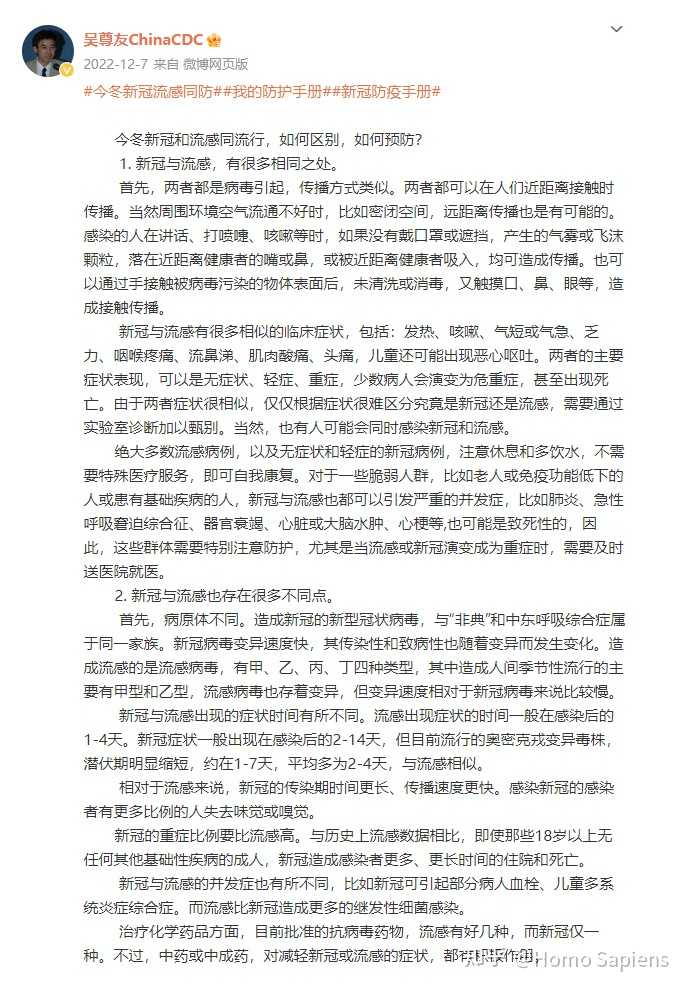 吴尊友ChinaCDC
2022-12-7 来自 微博网页版
#今冬新冠流感同防##我的防护手册##新冠防疫手册#
今冬新冠和流感同流行，如何区别，如何预防？
1. 新冠与流感，有很多相同之处。
首先，两者都是病毒引起，传播方式类似。两者都可以在人们近距离接触时
传播。当然周围环境空气流通不好时，比如密闭空间，远距离传播也是有可能的。
感染的人在讲话、打喷嚏、咳嗽等时，如果没有戴口罩或遮挡，产生的气雾或飞沫
颗粒，落在近距离健康者的嘴或鼻，或被近距离健康者吸入，均可造成传播。也可
以通过手接触被病毒污染的物体表面后，未清洗或消毒，又触摸口、鼻、眼等，造
成接触传播。
新冠与流感有很多相似的临床症状，包括：发热、咳嗽、气短或气急、乏
力、咽喉疼痛、流鼻涕、肌肉酸痛、头痛，儿童还可能出现恶心呕吐。两者的主要
症状表现，可以是无症状、轻症、重症，少数病人会演变为危重症，甚至出现死
亡。由于两者症状很相似，仅仅根据症状很难区分究竟是新冠还是流感，需要通过
实验室诊断加以甄别。当然，也有人可能会同时感染新冠和流感。
绝大多数流感病例，以及无症状和轻症的新冠病例，注意休息和多饮水，不需
要特殊医疗服务，即可自我康复。对于一些脆弱人群，比如老人或免疫功能低下的
人或患有基础疾病的人，新冠与流感也都可以引发严重的并发症，比如肺炎、急性
呼吸窘迫综合征、器官衰竭、心脏或大脑水肿、心梗等,也可能是致死性的，因
此，这些群体需要特别注意防护，尤其是当流感或新冠演变成为重症时，需要及时
送医院就医。
2. 新冠与流感也存在很多不同点。
首先，病原体不同。造成新冠的新型冠状病毒，与“非典”和中东呼吸综合症属
于同一家族。新冠病毒变异速度快，其传染性和致病性也随着变异而发生变化。造
成流感的是流感病毒，有甲、乙、丙、丁四种类型，其中造成人间季节性流行的主
要有甲型和乙型，流感病毒也存着变异，但变异速度相对于新冠病毒来说比较慢。
新冠与流感出现的症状时间有所不同。流感出现症状的时间一般在感染后的
1-4天。新冠症状一般出现在感染后的2-14天，但目前流行的奥密克戎变异毒株，
潜伏期明显缩短，约在1-7天，平均多为2-4天，与流感相似。
相对于流感来说，新冠的传染期时间更长、传播速度更快。感染新冠的感染
者有更多比例的人失去味觉或嗅觉。
新冠的重症比例要比流感高。与历史上流感数据相比，即使那些18岁以上无
任何其他基础性疾病的成人，新冠造成感染者更多、更长时间的住院和死亡。
新冠与流感的并发症也有所不同，比如新冠可引起部分病人血栓、儿童多系
统炎症综合症。而流感比新冠造成更多的继发性细菌感染。
治疗化学药品方面，目前批准的抗病毒药物，流感有好几种，而新冠仅一
种。不过，中药或中成药，对减轻新冠或流感的症状，都有积极作用；
知乎 @Homo Sapiens